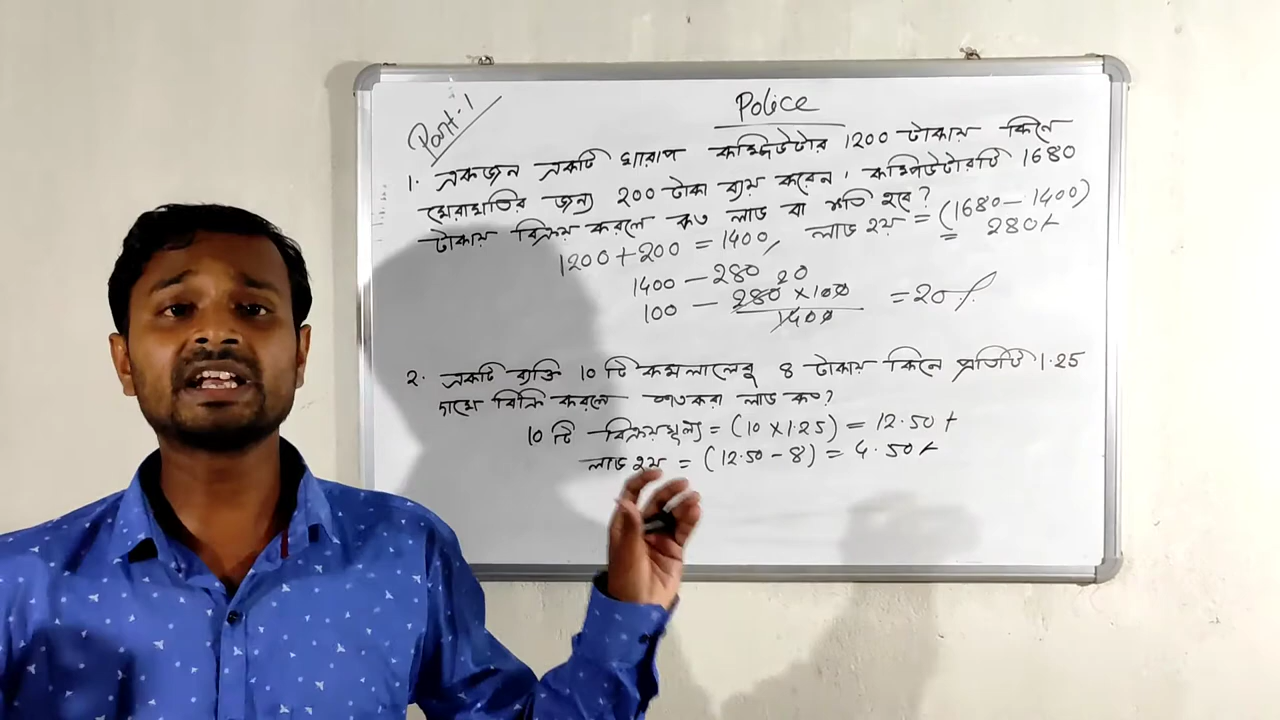 Part-1
Police
1. একজন একটি খারাপ কম্পিউটার 1200 টাকায় কিনে
মেরামতির জন্য 200 টাকা ব্যয় করেন। কম্পিউটারটি 1680
টাকায় বিক্রয় করলে কত লাভ বা ক্ষতি হবে?
1200 + 200 = 1400, লাভ হয় = (1680 - 1400)
= 280/-
1400 - 280
20
100 - 280 × 100 = 20%
1400
2. একটি ব্যক্তি 10 টি কমলালেবু 8 টাকায় কিনে প্রতিটি 1.25
দামে বিক্রি করলে শতকরা লাভ কত?
10 টি বিক্রয়মূল্য = (10 × 1.25) = 12.50 /-
লাভ হয় = (12.50 - 8) = 4.50/-